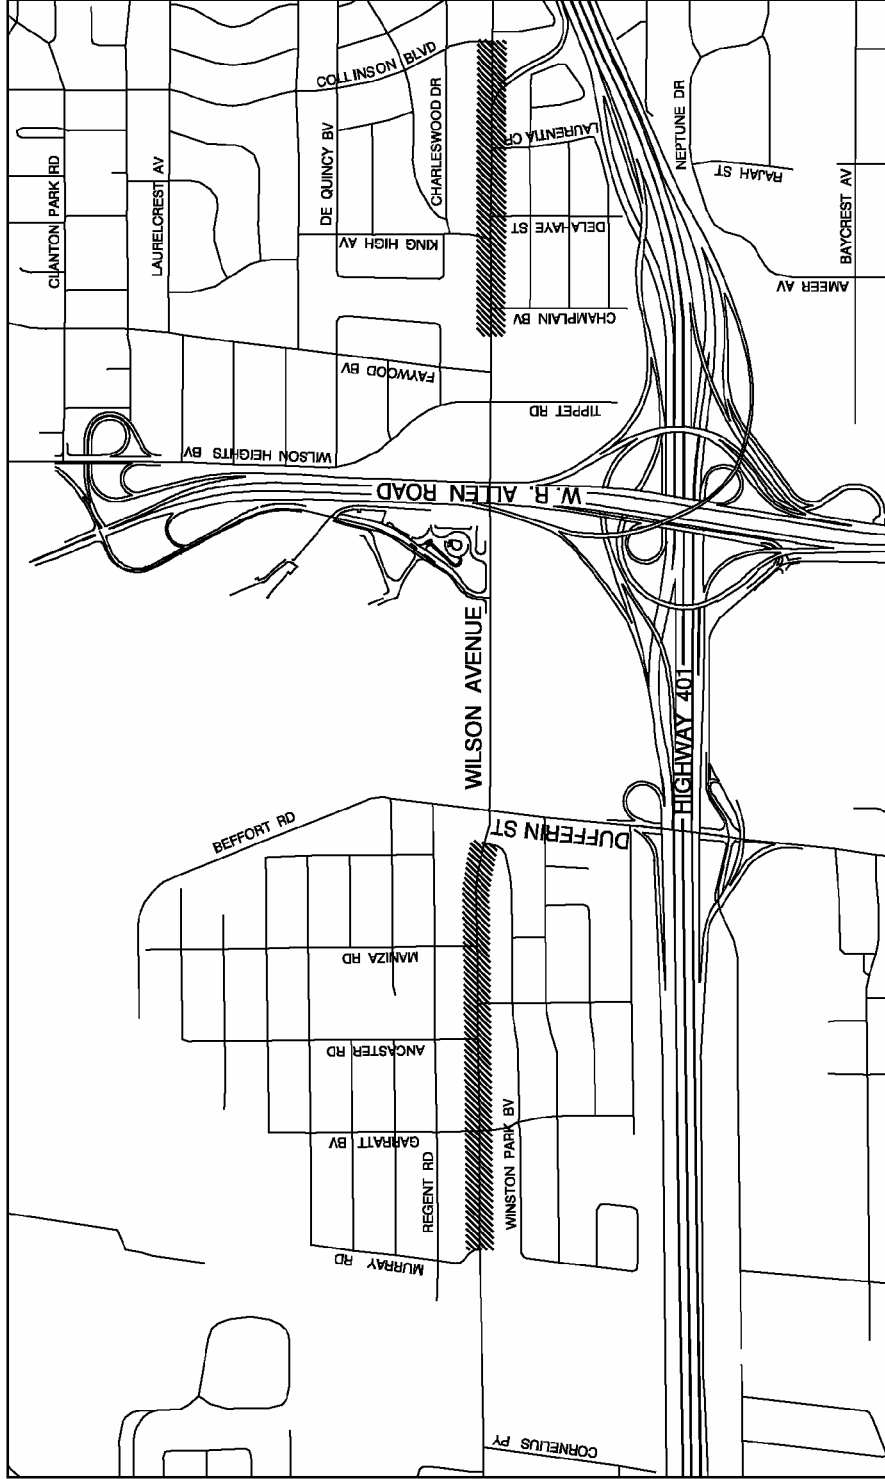 COLLINSON BLVD
CLANTON PARK RD
LAURELCREST AV
DE QUINCY BV
CHARLESWOOD DR
LAURENTIA CR
NEPTUNE DR
RAJAH ST
BAYCREST AV
KING HIGH AV
DELAHAYE ST
AMEER AV
CHAMPLAIN BV
FAYWOOD BV
TIPPET RD
WILSON HEIGHTS BV
W. R. ALLEN ROAD
WILSON AVENUE
HIGHWAY 401
BEFFORT RD
DUFFERIN ST
MANIZA RD
ANCASTER RD
GARRATT BV
REGENT RD
WINSTON PARK BV
MURRAY RD
CORNELIUS PY